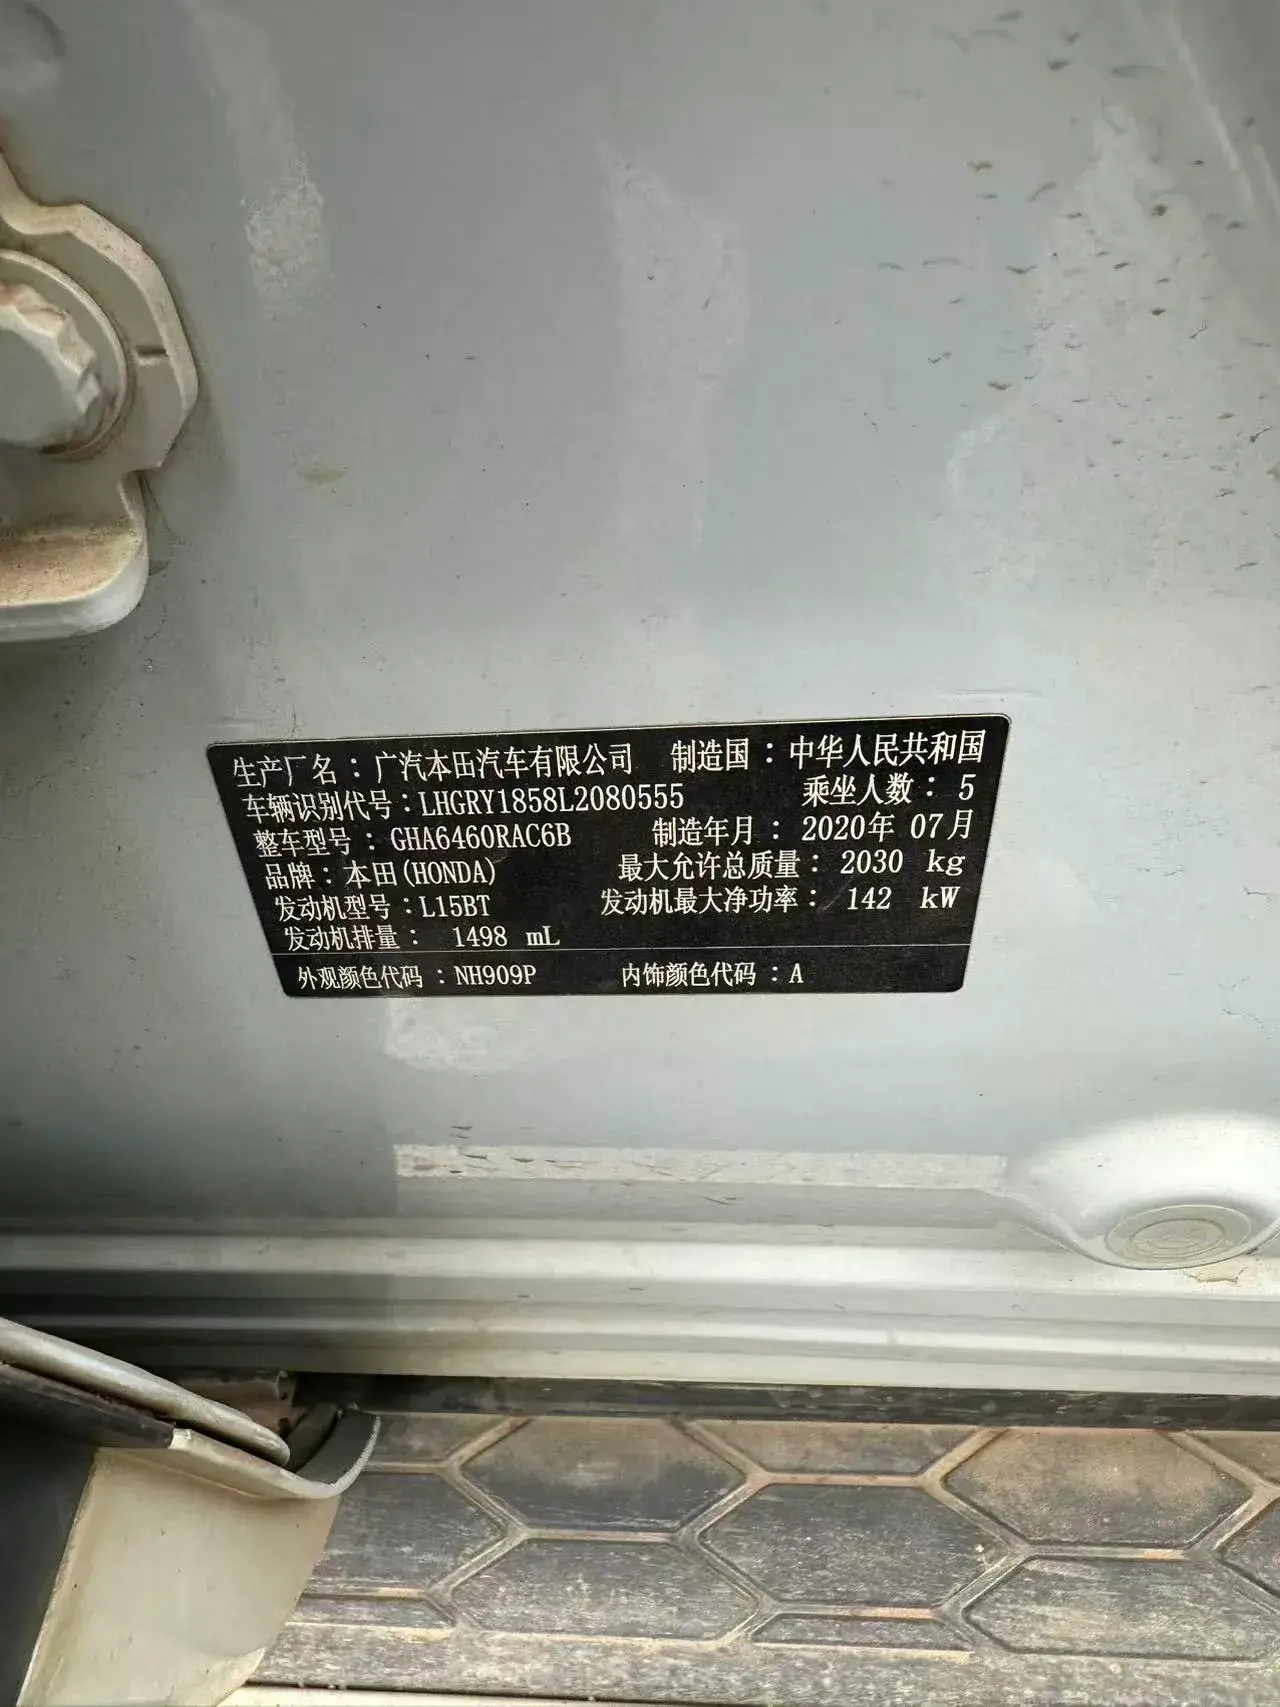 生产厂名：广汽本田汽车有限公司 制造国：中华人民共和国
车辆识别代号：LHGRY1858L2080555 乘坐人数：5
整车型号：GHA6460RAC6B 制造年月：2020年 07月
品牌：本田(HONDA) 最大允许总质量：2030 kg
发动机型号：L15BT 发动机最大净功率：142 kW
发动机排量：1498 mL
外观颜色代码：NH909P 内饰颜色代码：A